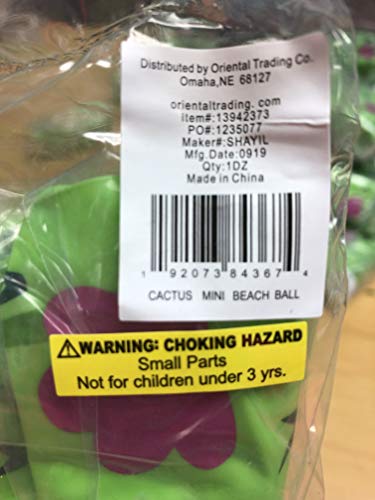 Distributed by Oriental Trading Co.
Omaha,NE 68127
orientaltrading. com
Item#:13942373
PO#:1235077
Maker#:SHAYIL
Mfg.Date:0919
Qty:1DZ
Made in China
1 92073 84367 4
CACTUS MINI BEACH BALL
WARNING: CHOKING HAZARD
Small Parts
Not for children under 3 yrs.